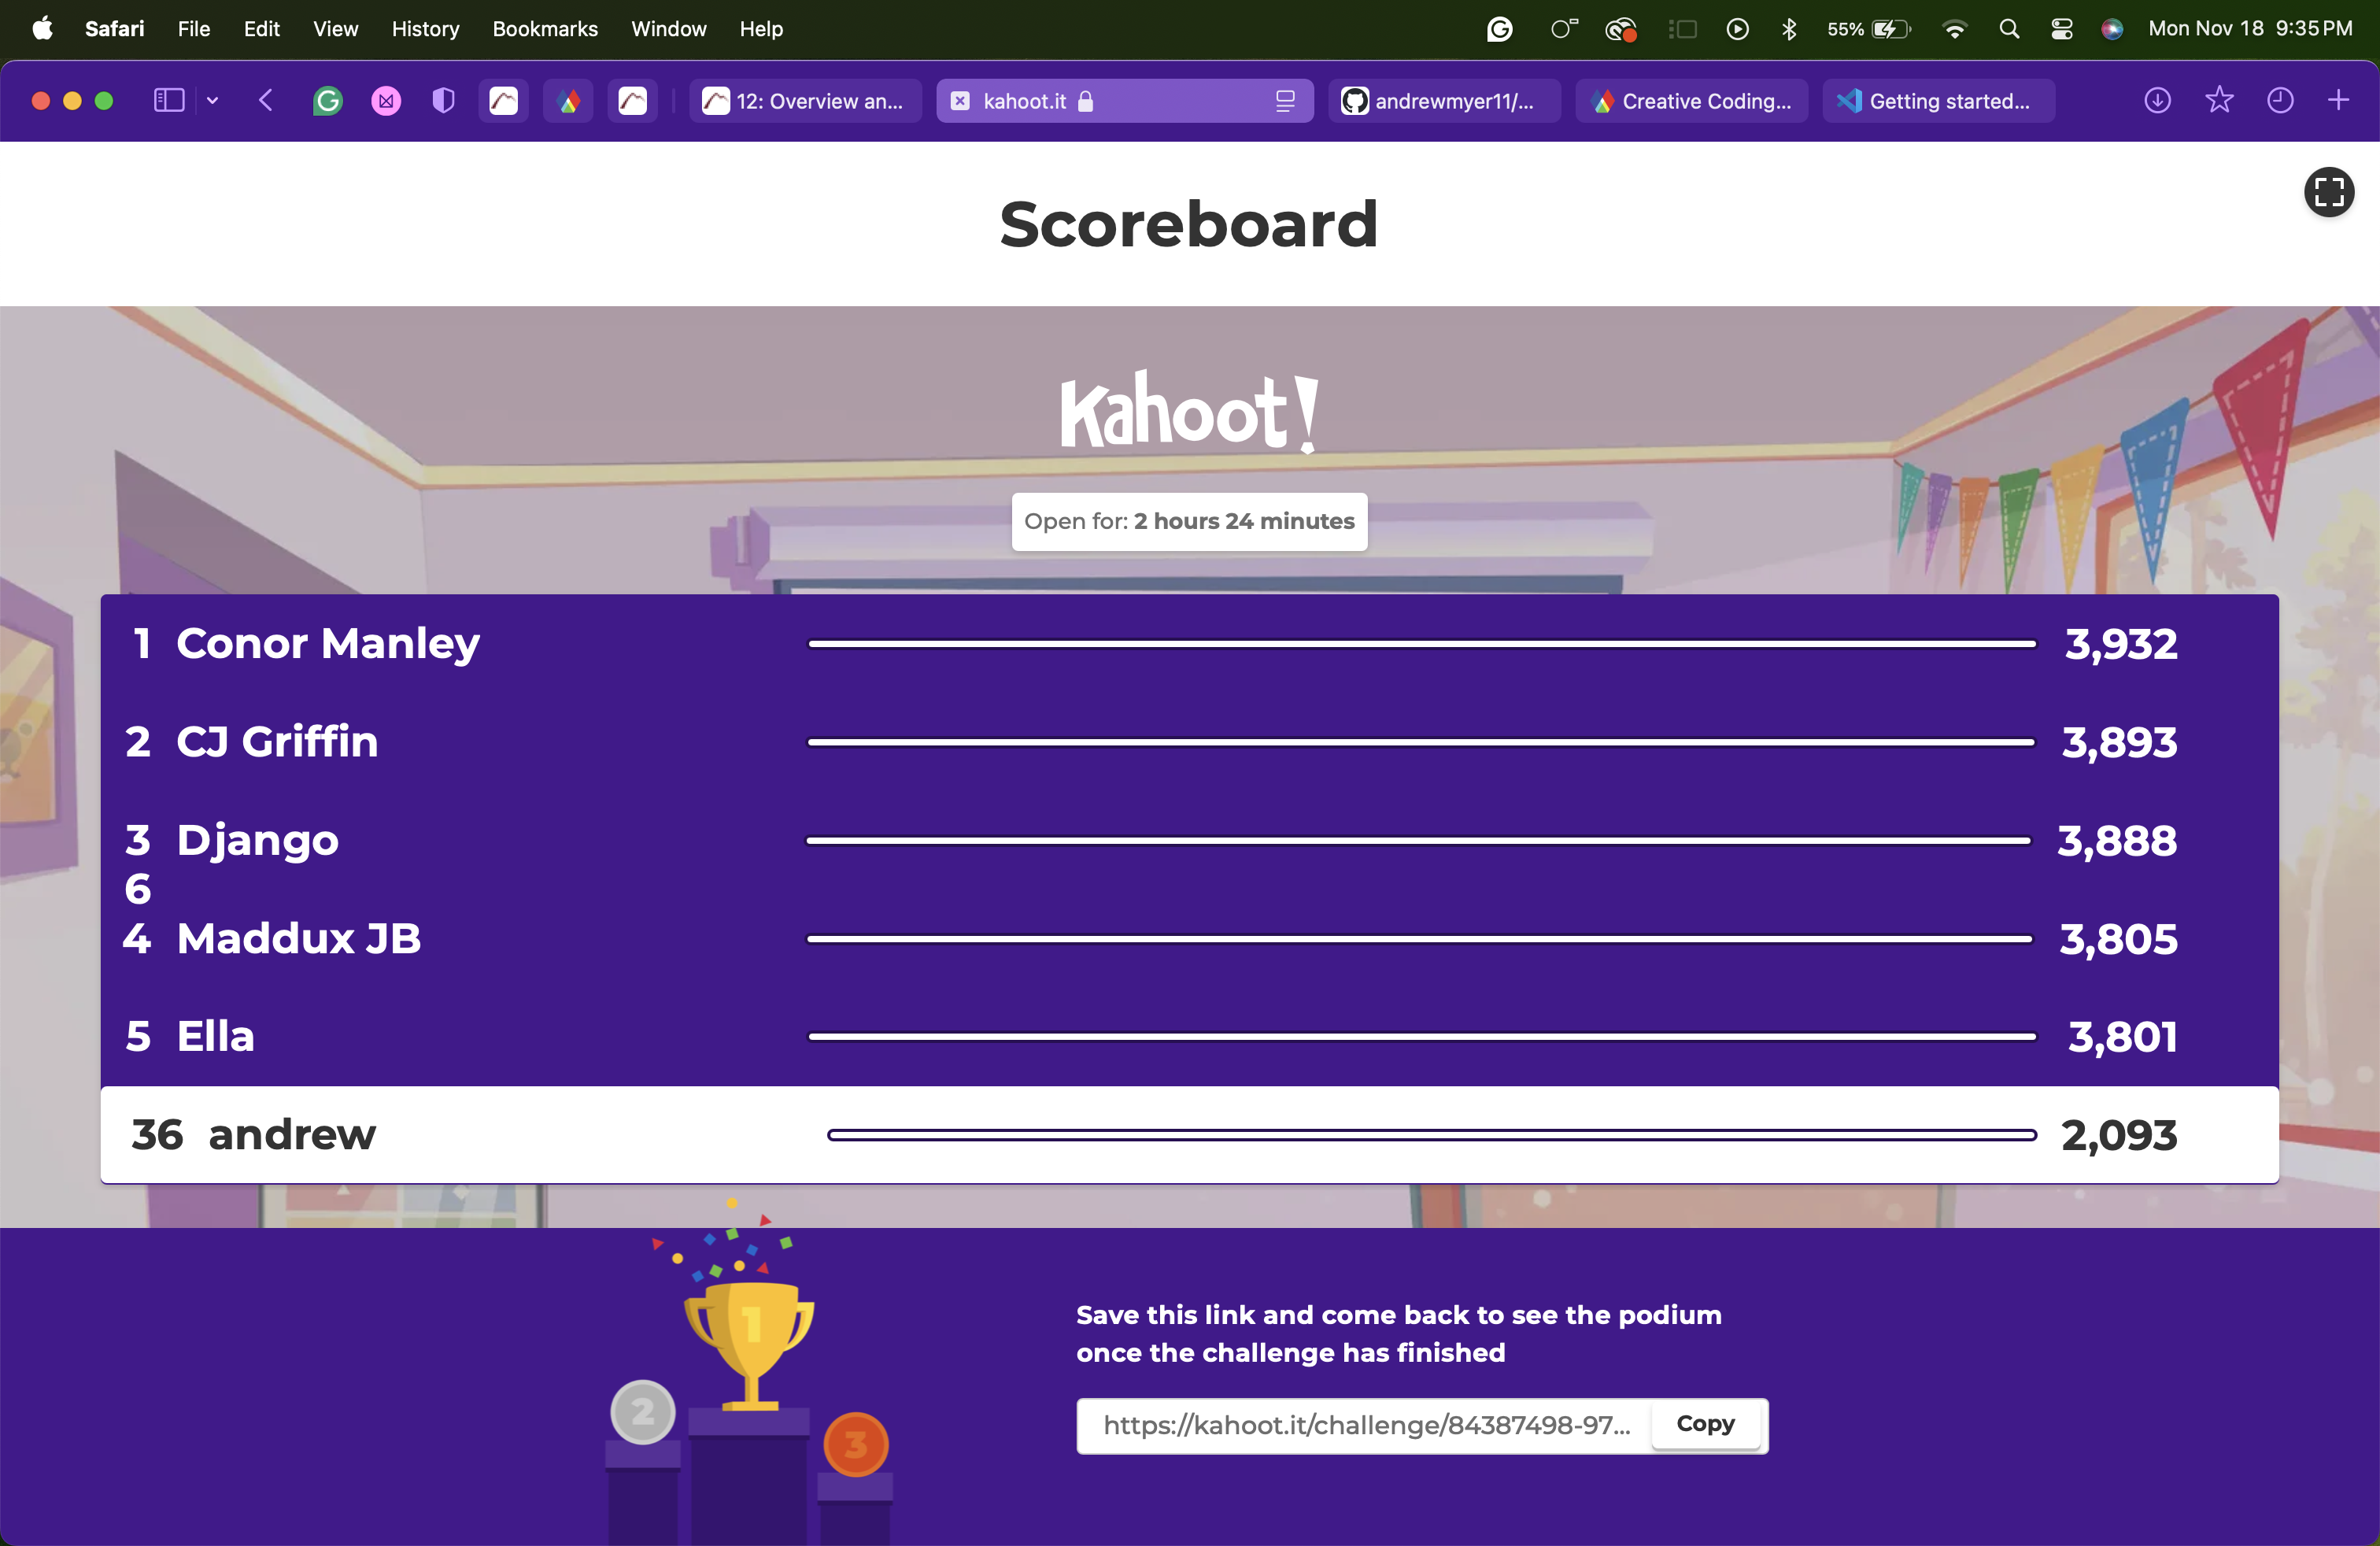 Safari File Edit View History Bookmarks Window Help 55% Mon Nov 18 9:35 PM
12: Overview an... kahoot.it andrewmyer11/... Creative Coding... Getting started...
Scoreboard
Kahoot!
Open for: 2 hours 24 minutes
1 Conor Manley 3,932
2 CJ Griffin 3,893
3 Django 3,888
6
4 Maddux JB 3,805
5 Ella 3,801
36 andrew 2,093
1
2
3
Save this link and come back to see the podium
once the challenge has finished
https://kahoot.it/challenge/84387498-97... Copy